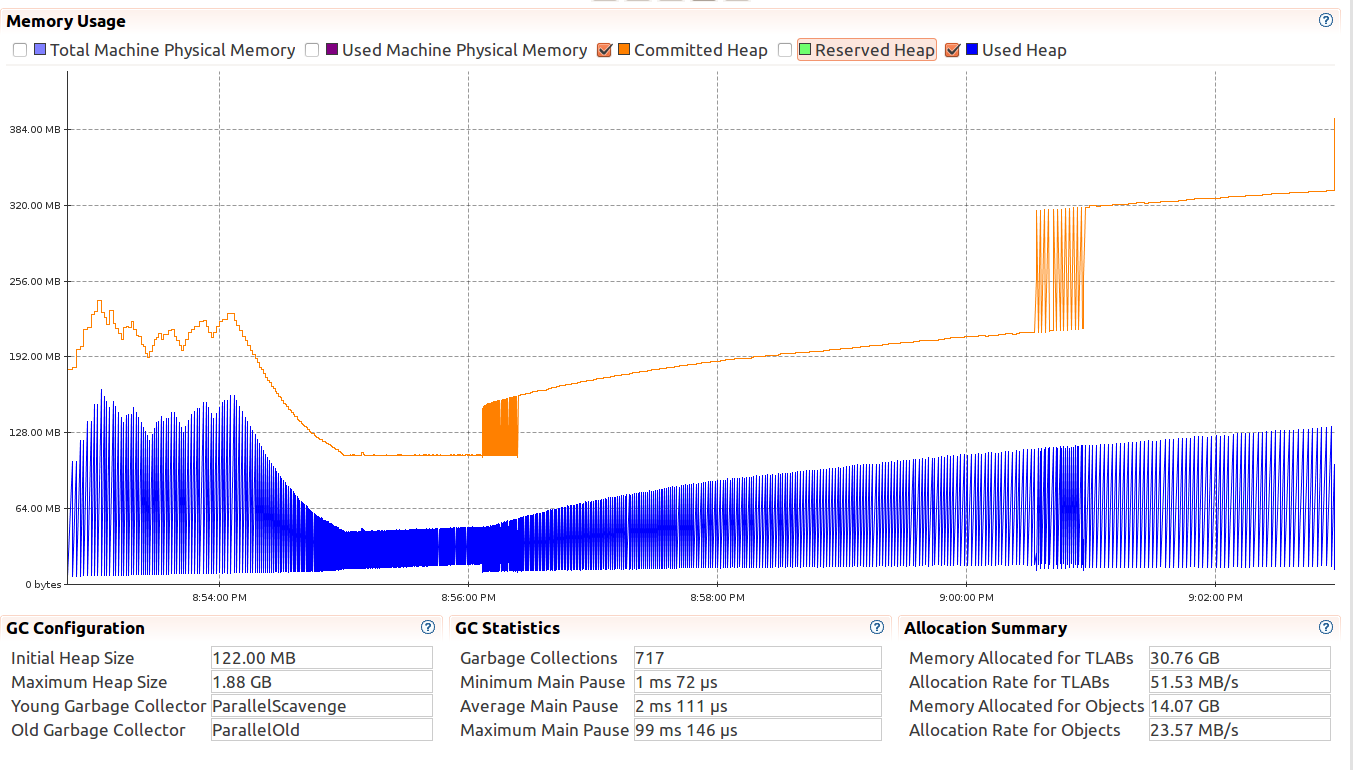 Memory Usage
Total Machine Physical Memory Used Machine Physical Memory Committed Heap Reserved Heap Used Heap
384.00 MB
320.00 MB
256.00 MB
192.00 MB
128.00 MB
64.00 MB
0 bytes
8:54:00 PM 8:56:00 PM 8:58:00 PM 9:00:00 PM 9:02:00 PM
GC Configuration
Initial Heap Size 122.00 MB
Maximum Heap Size 1.88 GB
Young Garbage Collector ParallelScavenge
Old Garbage Collector ParallelOld
GC Statistics
Garbage Collections 717
Minimum Main Pause 1 ms 72 µs
Average Main Pause 2 ms 111 µs
Maximum Main Pause 99 ms 146 µs
Allocation Summary
Memory Allocated for TLABs 30.76 GB
Allocation Rate for TLABs 51.53 MB/s
Memory Allocated for Objects 14.07 GB
Allocation Rate for Objects 23.57 MB/s